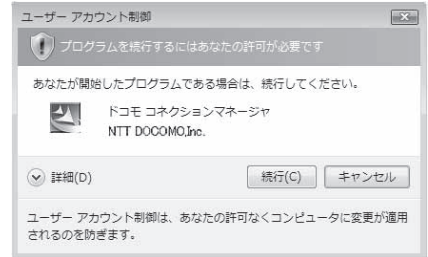 ユーザー アカウント制御
プログラムを続行するにはあなたの許可が必要です
あなたが開始したプログラムである場合は、続行してください。
ドコモ コネクションマネージャ
NTT DOCOMO,Inc.
詳細(D)
続行(C)
キャンセル
ユーザー アカウント制御は、あなたの許可なくコンピュータに変更が適用
されるのを防ぎます。